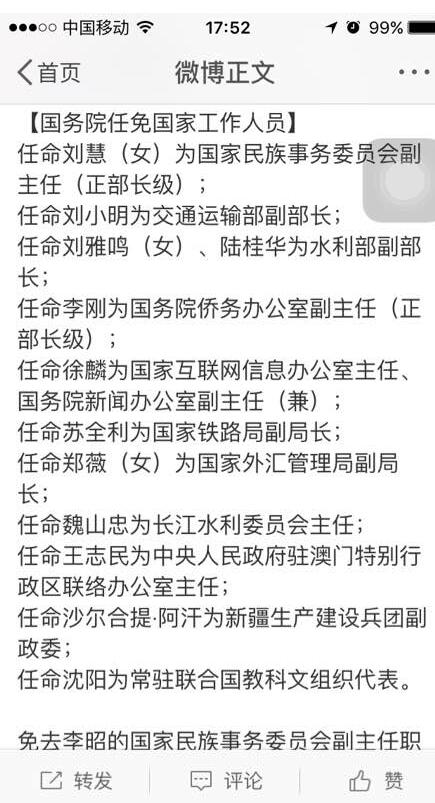 中国移动 17:52 99%
首页 微博正文
【国务院任免国家工作人员】
任命刘慧（女）为国家民族事务委员会副
主任（正部长级）；
任命刘小明为交通运输部副部长；
任命刘雅鸣（女）、陆桂华为水利部副部
长；
任命李刚为国务院侨务办公室副主任（正
部长级）；
任命徐麟为国家互联网信息办公室主任、
国务院新闻办公室副主任（兼）；
任命苏全利为国家铁路局副局长；
任命郑薇（女）为国家外汇管理局副局
长；
任命魏山忠为长江水利委员会主任；
任命王志民为中央人民政府驻澳门特别行
政区联络办公室主任；
任命沙尔合提·阿汗为新疆生产建设兵团副
政委；
任命沈阳为常驻联合国教科文组织代表。
免去李昭的国家民族事务委员会副主任职
转发 评论 赞